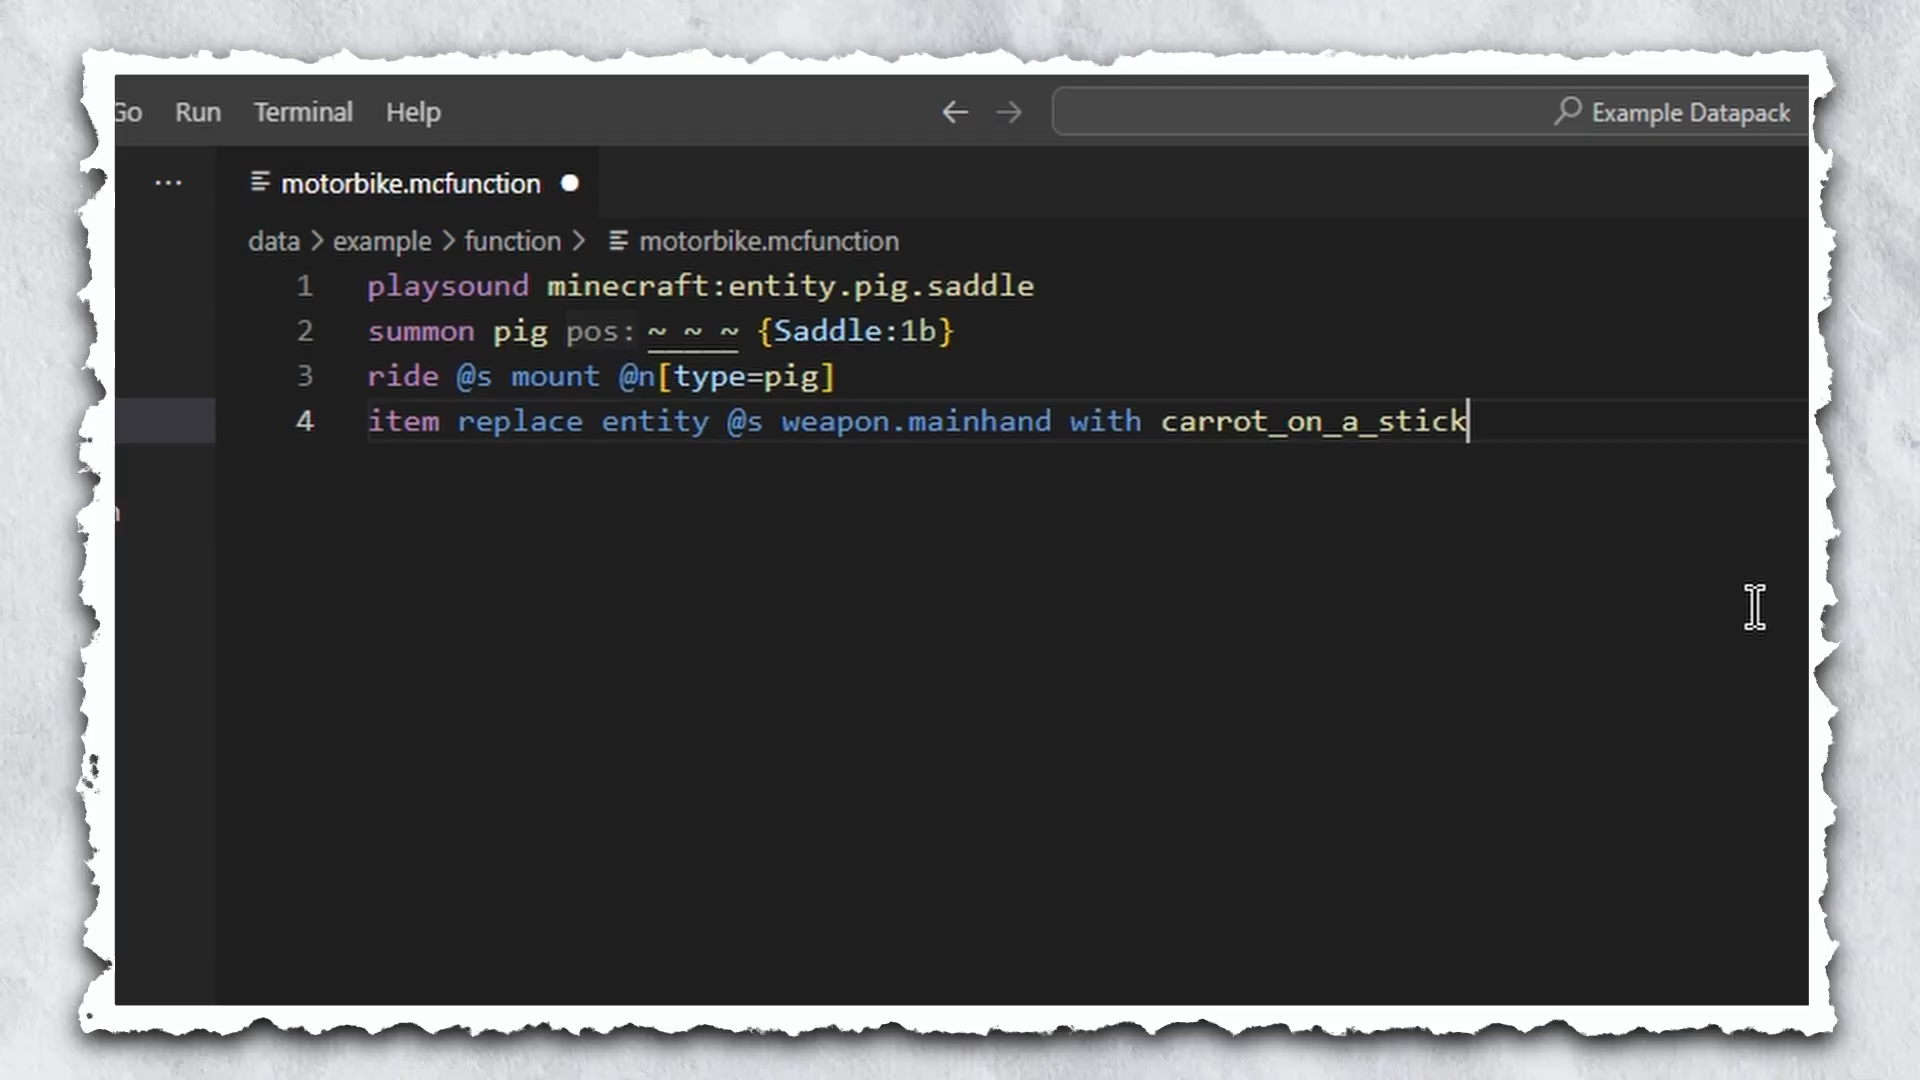 Go Run Terminal Help
Example Datapack
motorbike.mcfunction
data > example > function > motorbike.mcfunction
1 playsound minecraft:entity.pig.saddle
2 summon pig pos: ~ ~ ~ {Saddle:1b}
3 ride @s mount @n[type=pig]
4 item replace entity @s weapon.mainhand with carrot_on_a_stick